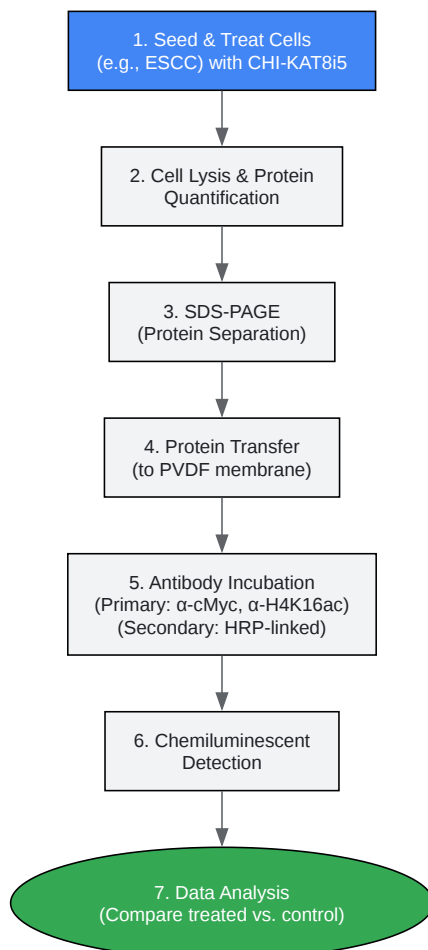 1. Seed & Treat Cells
(e.g., ESCC) with CHI-KAT8i5
2. Cell Lysis & Protein
Quantification
3. SDS-PAGE
(Protein Separation)
4. Protein Transfer
(to PVDF membrane)
5. Antibody Incubation
(Primary: α-cMyc, α-H4K16ac)
(Secondary: HRP-linked)
6. Chemiluminescent
Detection
7. Data Analysis
(Compare treated vs. control)